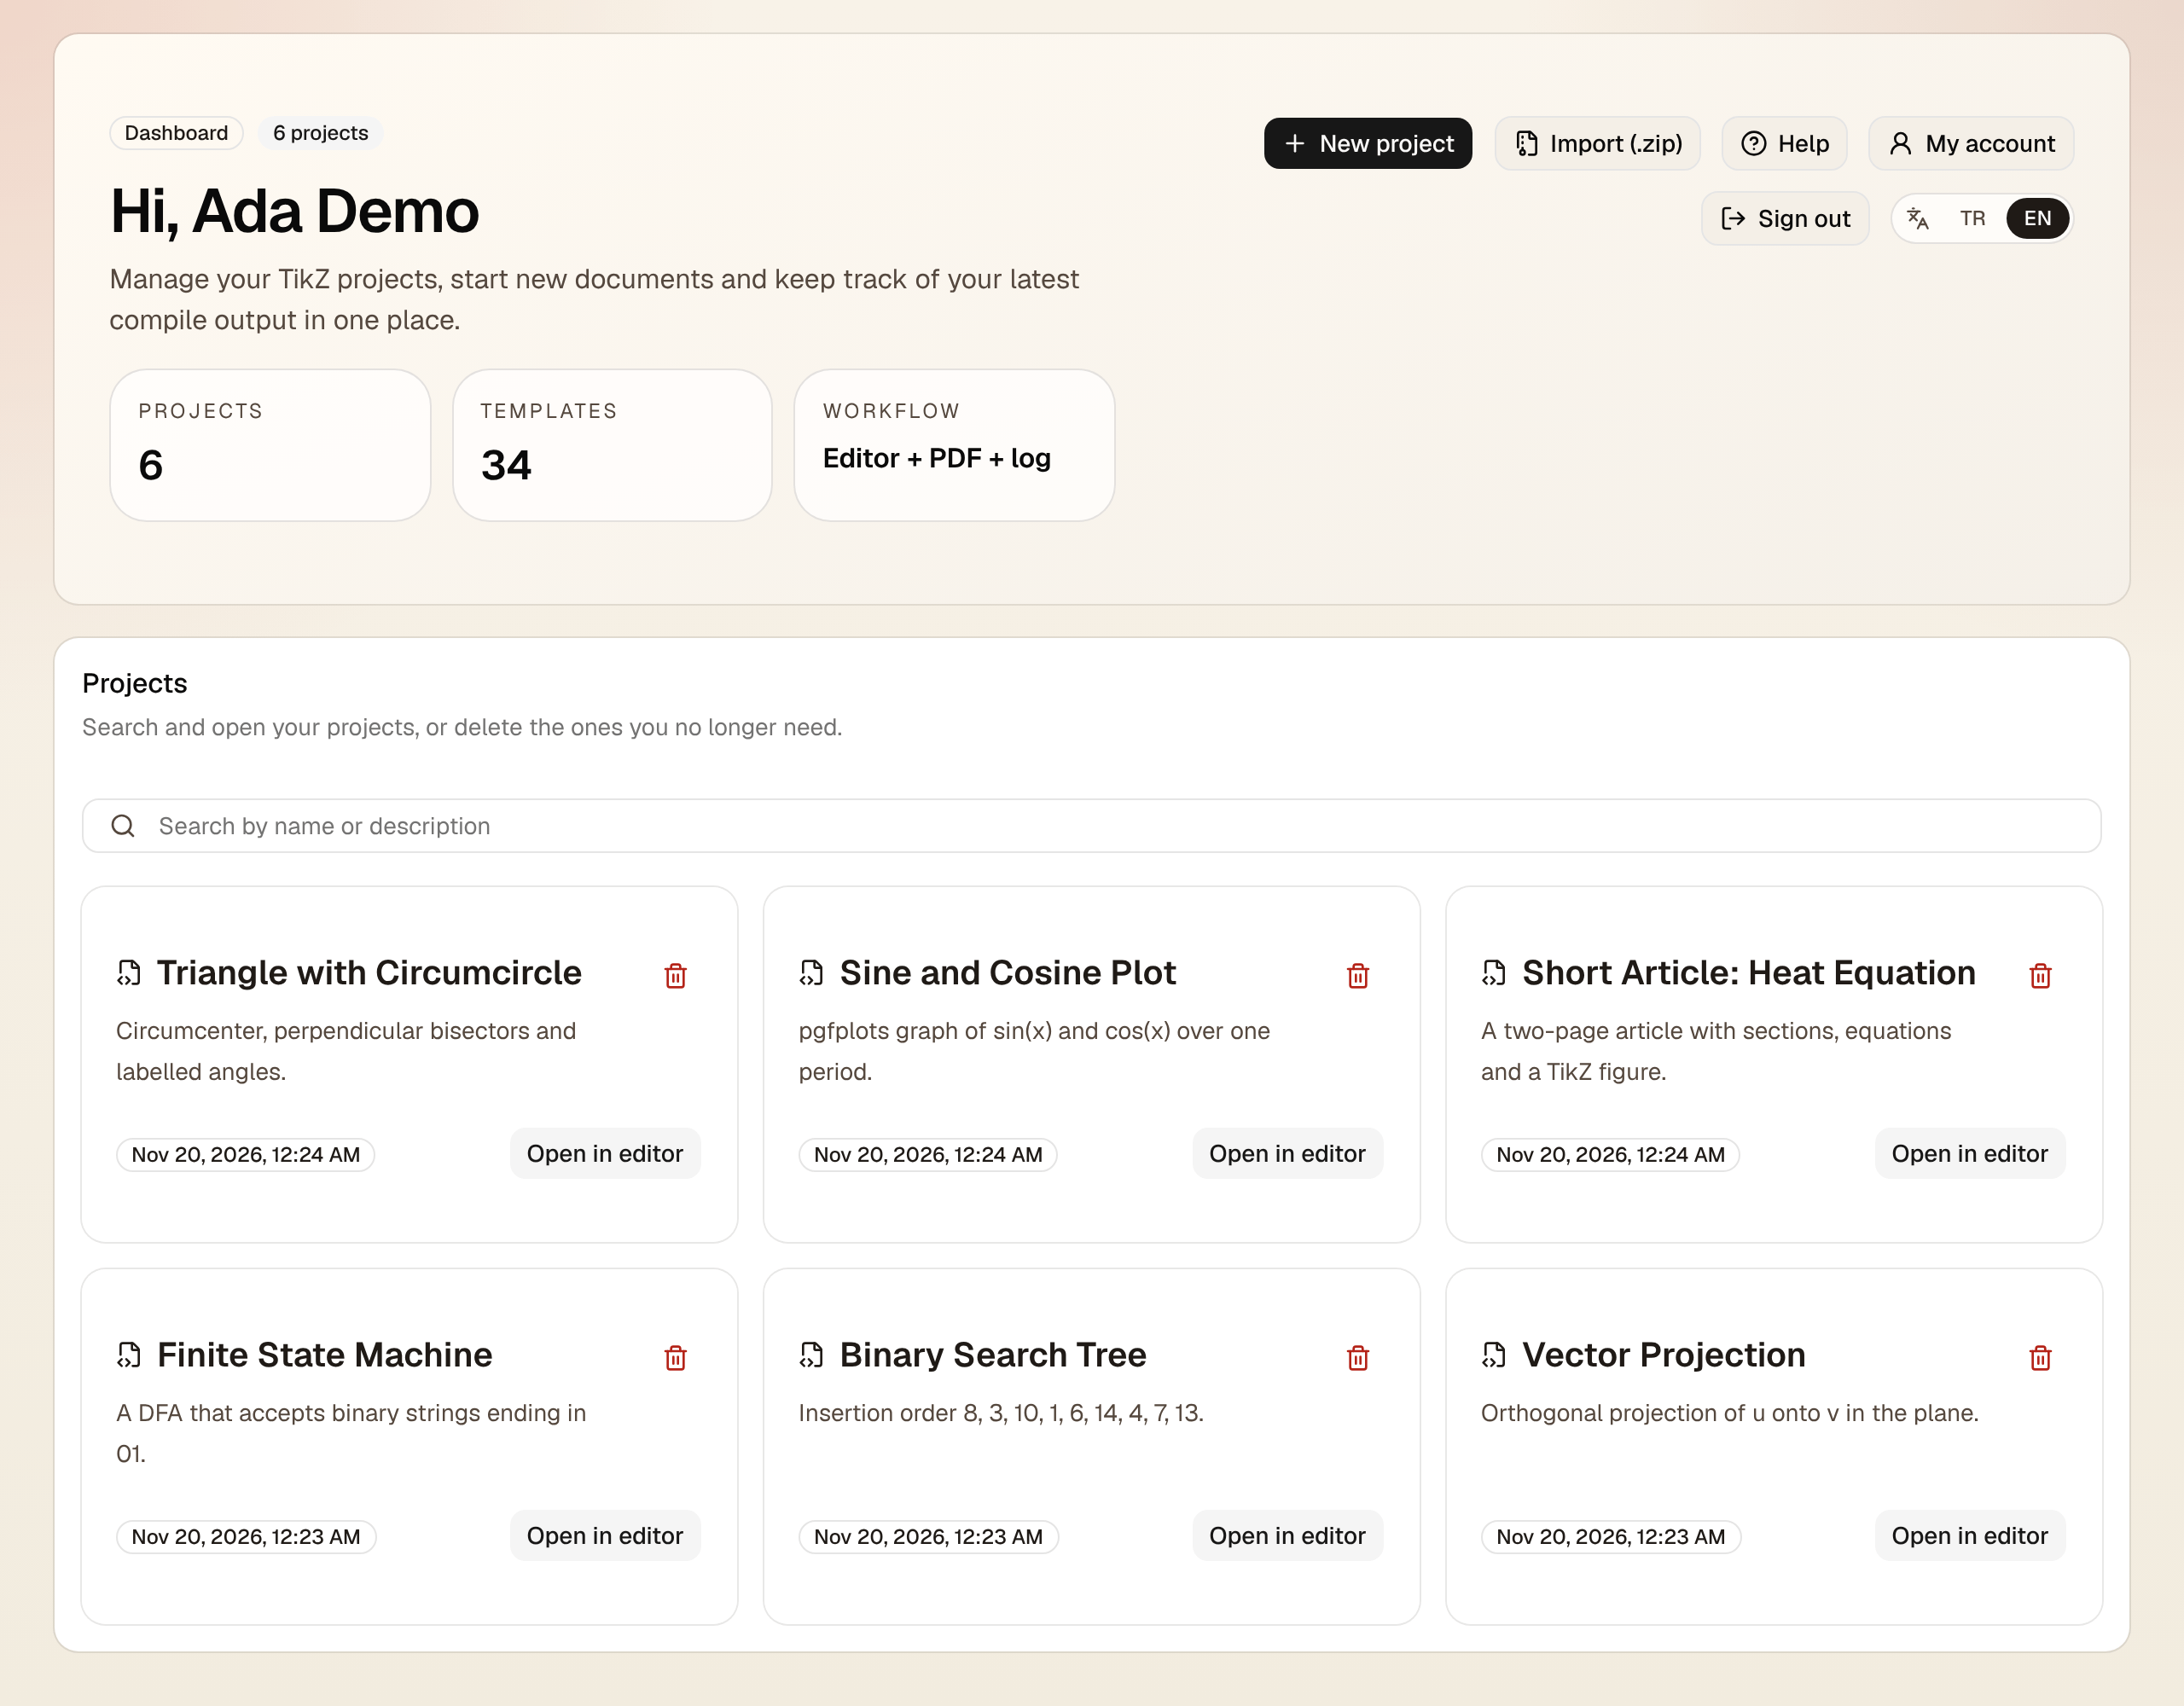 Dashboard
6 projects
New project
Import (.zip)
Help
My account
Hi, Ada Demo
Sign out
TR
EN
Manage your TikZ projects, start new documents and keep track of your latest
compile output in one place.
PROJECTS
6
TEMPLATES
34
WORKFLOW
Editor + PDF + log
Projects
Search and open your projects, or delete the ones you no longer need.
Search by name or description
Triangle with Circumcircle
Circumcenter, perpendicular bisectors and
labelled angles.
Nov 20, 2026, 12:24 AM
Open in editor
Sine and Cosine Plot
pgfplots graph of sin(x) and cos(x) over one
period.
Nov 20, 2026, 12:24 AM
Open in editor
Short Article: Heat Equation
A two-page article with sections, equations
and a TikZ figure.
Nov 20, 2026, 12:24 AM
Open in editor
Finite State Machine
A DFA that accepts binary strings ending in
01.
Nov 20, 2026, 12:23 AM
Open in editor
Binary Search Tree
Insertion order 8, 3, 10, 1, 6, 14, 4, 7, 13.
Nov 20, 2026, 12:23 AM
Open in editor
Vector Projection
Orthogonal projection of u onto v in the plane.
Nov 20, 2026, 12:23 AM
Open in editor